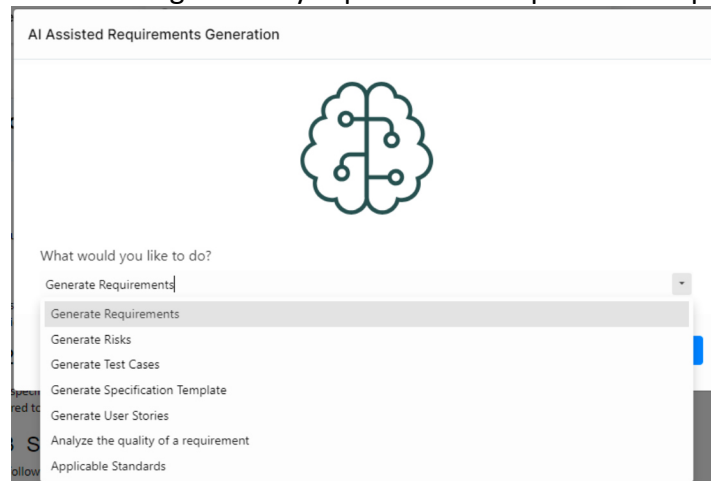 AI Assisted Requirements Generation
What would you like to do?
Generate Requirements
Generate Requirements
Generate Risks
Generate Test Cases
Generate Specification Template
Generate User Stories
Analyze the quality of a requirement
Applicable Standards